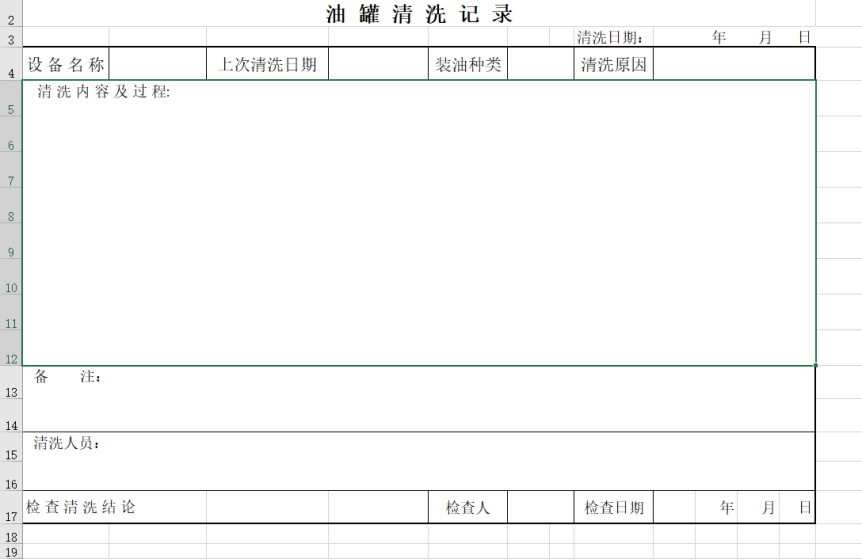 2 油罐清洗记录
3 清洗日期： 年 月 日
4 设备名称 上次清洗日期 装油种类 清洗原因
清洗内容及过程:
5
6
7
8
9
10
11
12
备 注：
13
14
清洗人员：
15
16
17 检查清洗结论 检查人 检查日期 年 月 日
18
19